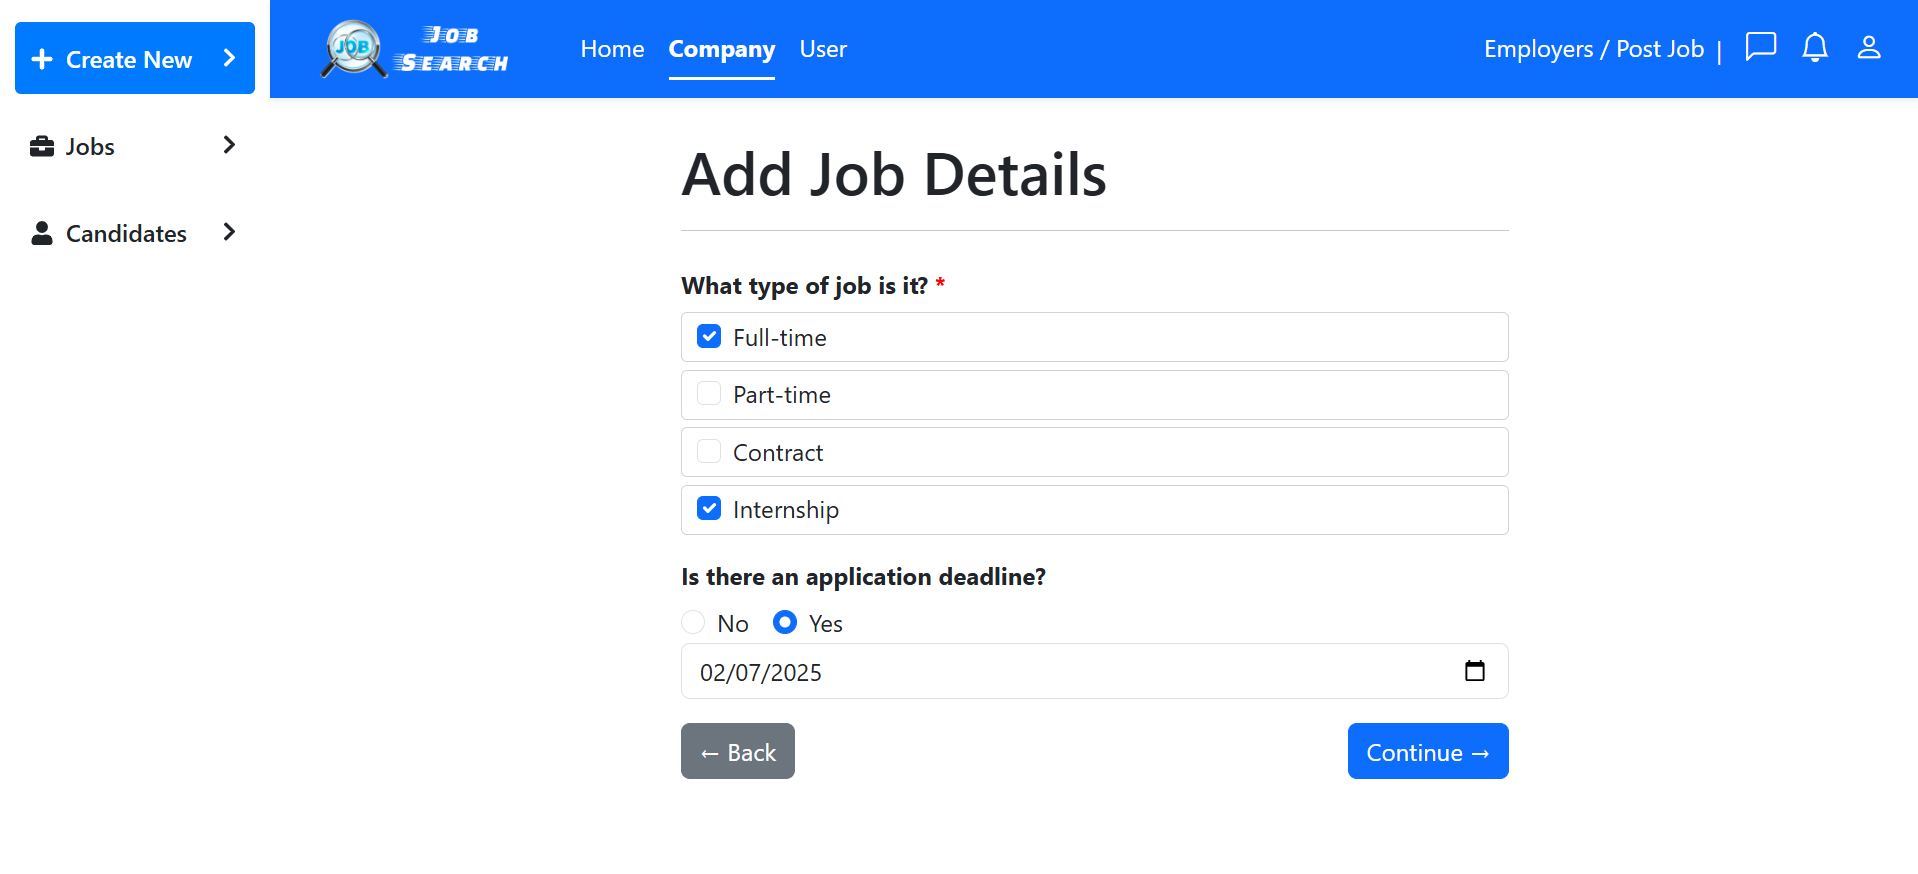 Create New
Jobs
Candidates
JOB
Job
Search
Home Company User
Employers / Post Job |
Add Job Details
What type of job is it? *
Full-time
Part-time
Contract
Internship
Is there an application deadline?
No Yes
02/07/2025
← Back
Continue →